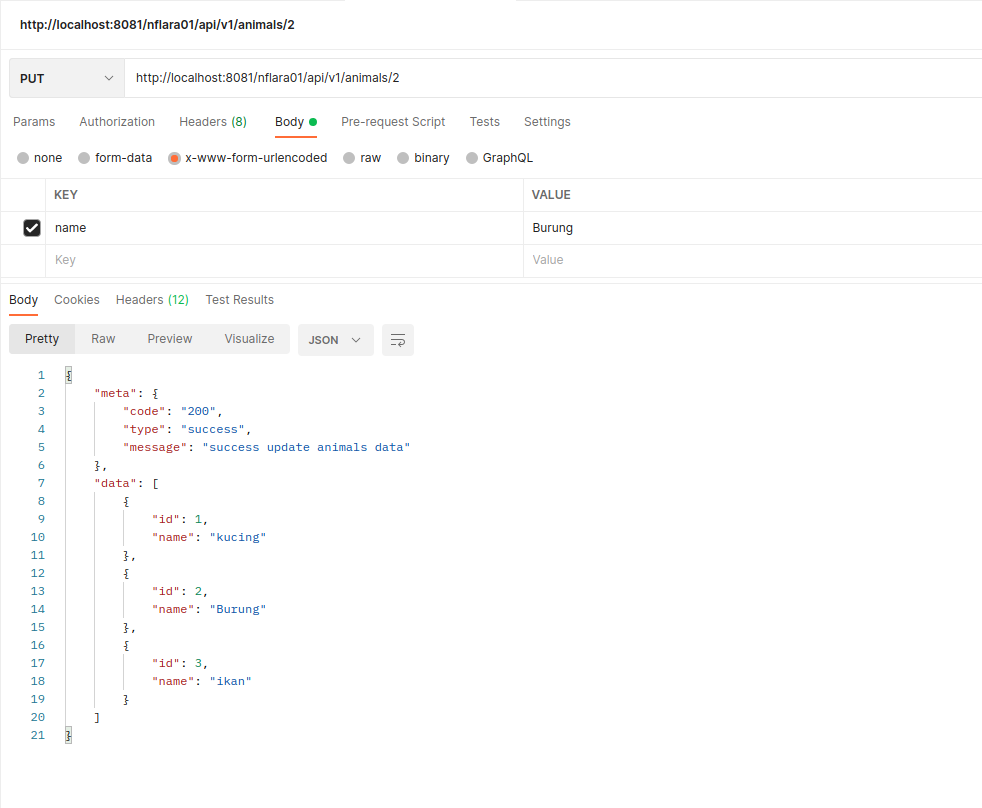 http://localhost:8081/nflara01/api/v1/animals/2
PUT http://localhost:8081/nflara01/api/v1/animals/2
Params Authorization Headers (8) Body Pre-request Script Tests Settings
none form-data x-www-form-urlencoded raw binary GraphQL
KEY VALUE
name Burung
Key Value
Body Cookies Headers (12) Test Results
Pretty Raw Preview Visualize JSON
1 {
2 "meta": {
3 "code": "200",
4 "type": "success",
5 "message": "success update animals data"
6 },
7 "data": [
8 {
9 "id": 1,
10 "name": "kucing"
11 },
12 {
13 "id": 2,
14 "name": "Burung"
15 },
16 {
17 "id": 3,
18 "name": "ikan"
19 }
20 ]
21 }